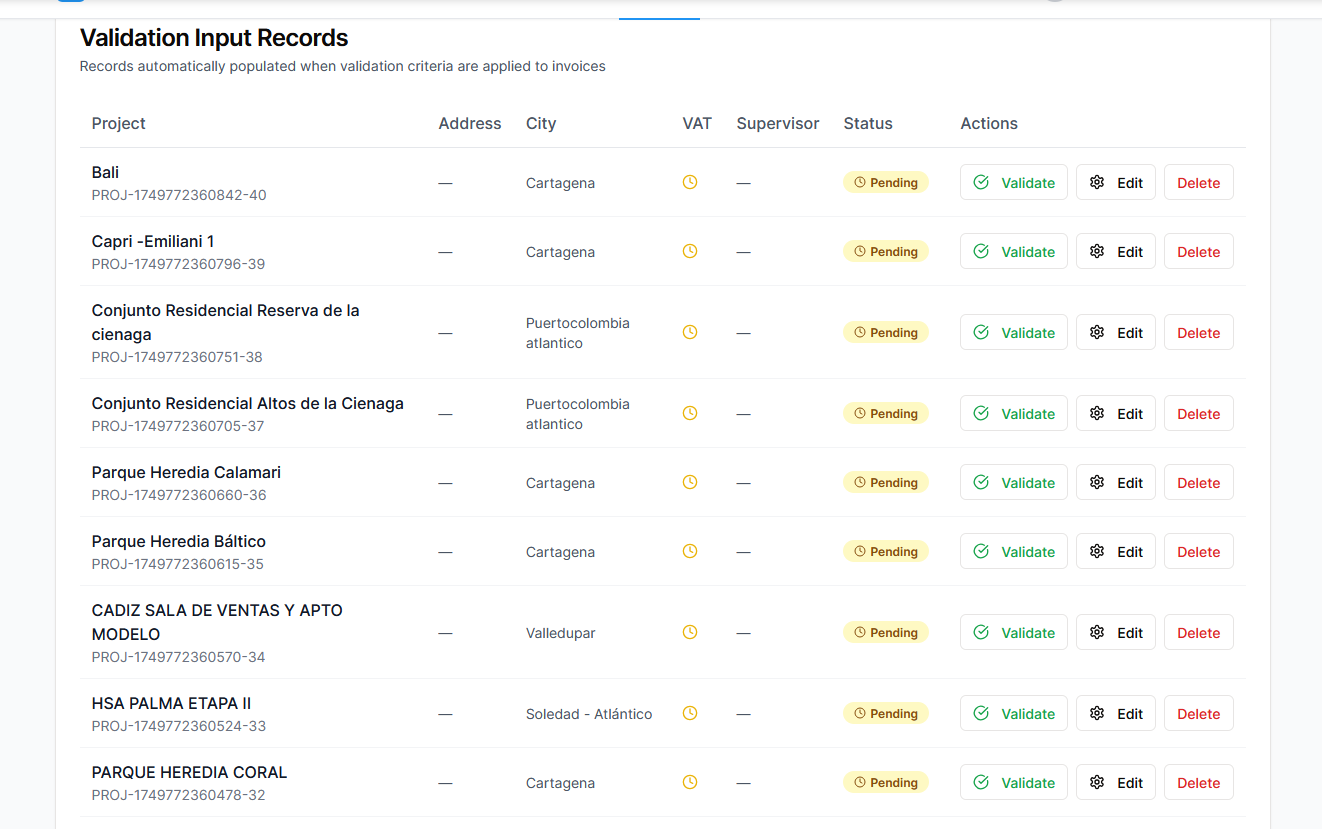 Validation Input Records
Records automatically populated when validation criteria are applied to invoices
Project Address City VAT Supervisor Status Actions
Bali
PROJ-1749772360842-40
— Cartagena — Pending Validate Edit Delete
Capri -Emiliani 1
PROJ-1749772360796-39
— Cartagena — Pending Validate Edit Delete
Conjunto Residencial Reserva de la
cienaga
PROJ-1749772360751-38
— Puertocolombia
atlantico
— Pending Validate Edit Delete
Conjunto Residencial Altos de la Cienaga
PROJ-1749772360705-37
— Puertocolombia
atlantico
— Pending Validate Edit Delete
Parque Heredia Calamari
PROJ-1749772360660-36
— Cartagena — Pending Validate Edit Delete
Parque Heredia Báltico
PROJ-1749772360615-35
— Cartagena — Pending Validate Edit Delete
CADIZ SALA DE VENTAS Y APTO
MODELO
PROJ-1749772360570-34
— Valledupar — Pending Validate Edit Delete
HSA PALMA ETAPA II
PROJ-1749772360524-33
— Soledad - Atlántico — Pending Validate Edit Delete
PARQUE HEREDIA CORAL
PROJ-1749772360478-32
— Cartagena — Pending Validate Edit Delete